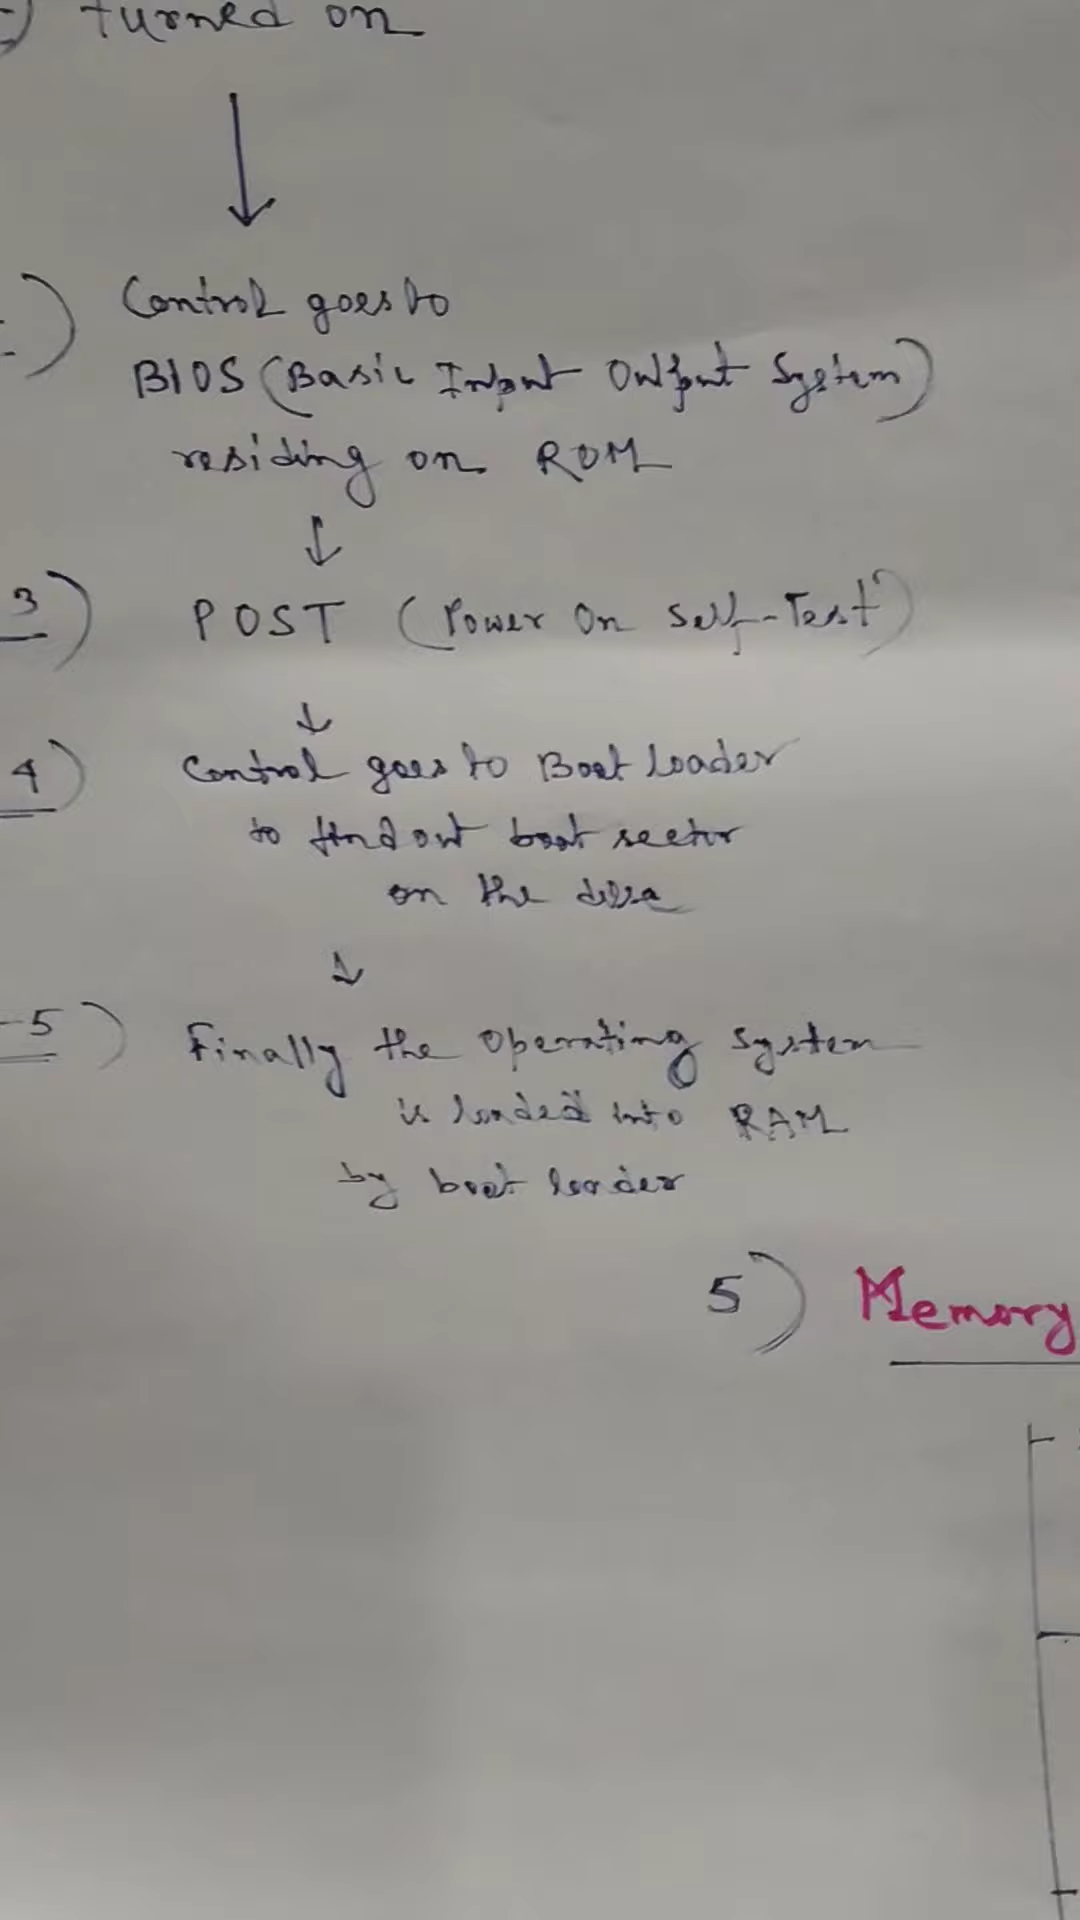 turned on
Control goes to
BIOS (Basic Input Output System)
residing on ROM
3) POST (Power On Self-Test)
4) Control goes to Boot loader
to find out boot sector
on the
5) Finally the operating system
is loaded into RAM
by boot loader
5) Memory